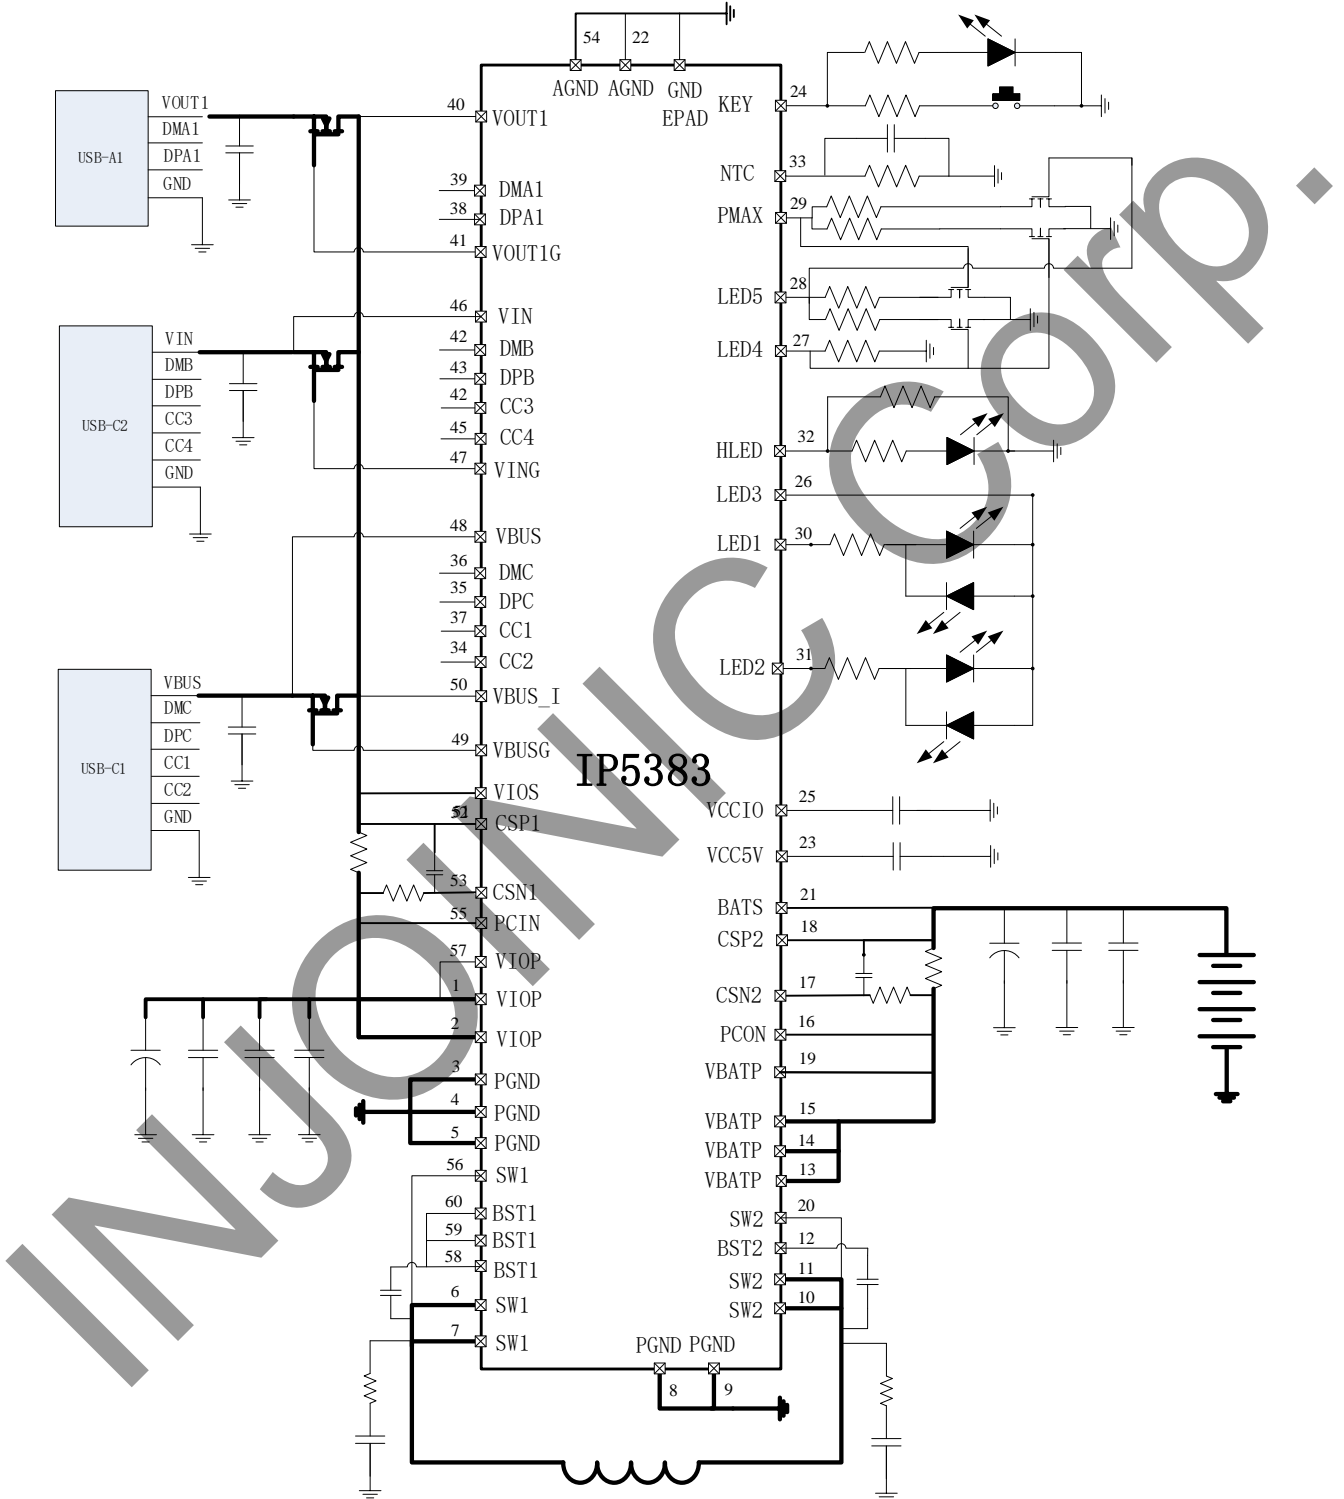 54
22
AGND
AGND
GND
EPAD
USB-A1
VOUT1
DMA1
DPA1
GND
USB-C2
VIN
DMB
DPB
CC3
CC4
GND
USB-C1
VBUS
DMC
DPC
CC1
CC2
GND
40 VOUT1
39 DMA1
38 DPA1
41 VOUT1G
46 VIN
42 DMB
43 DPB
42 CC3
45 CC4
47 VING
48 VBUS
36 DMC
35 DPC
37 CC1
34 CC2
50 VBUS_I
49 VBUSG
VIOS
CSP1
53 CSN1
55 PCIN
57 VIOP
1 VIOP
2 VIOP
3 PGND
4 PGND
5 PGND
56 SW1
60 BST1
59 BST1
58 BST1
6 SW1
7 SW1
IP5383
KEY 24
NTC 33
PMAX 29
LED5 28
LED4 27
HLED 32
LED3 26
LED1 30
LED2 31
VCCIO 25
VCC5V 23
BATS 21
CSP2 18
CSN2 17
PCON 16
VBATP 19
VBATP 15
VBATP 14
VBATP 13
SW2 20
BST2 12
SW2 11
SW2 10
PGND PGND
8
9
INJOINIC Corp.